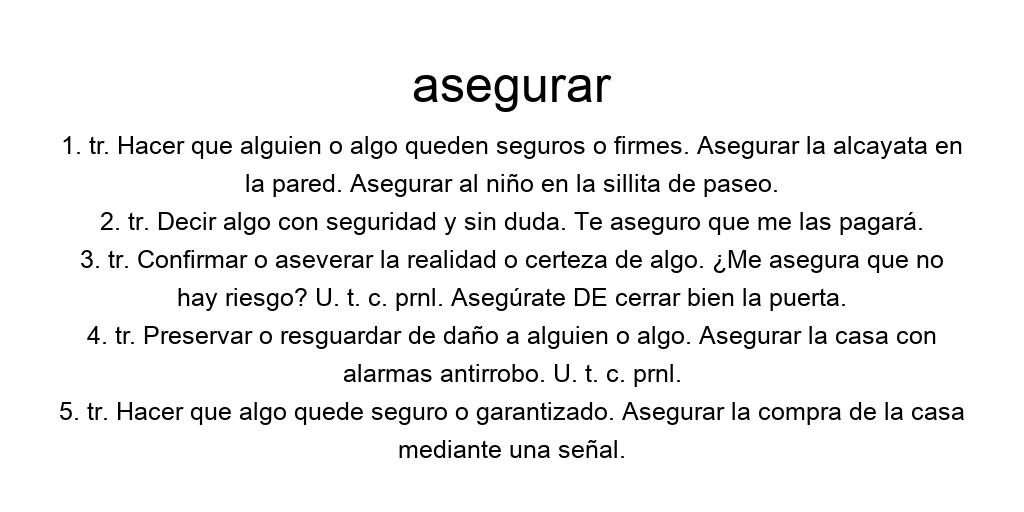 asegurar
1. tr. Hacer que alguien o algo queden seguros o firmes. Asegurar la alcayata en
la pared. Asegurar al niño en la sillita de paseo.
2. tr. Decir algo con seguridad y sin duda. Te aseguro que me las pagará.
3. tr. Confirmar o aseverar la realidad o certeza de algo. ¿Me asegura que no
hay riesgo? U. t. c. prnl. Asegúrate DE cerrar bien la puerta.
4. tr. Preservar o resguardar de daño a alguien o algo. Asegurar la casa con
alarmas antirrobo. U. t. c. prnl.
5. tr. Hacer que algo quede seguro o garantizado. Asegurar la compra de la casa
mediante una señal.